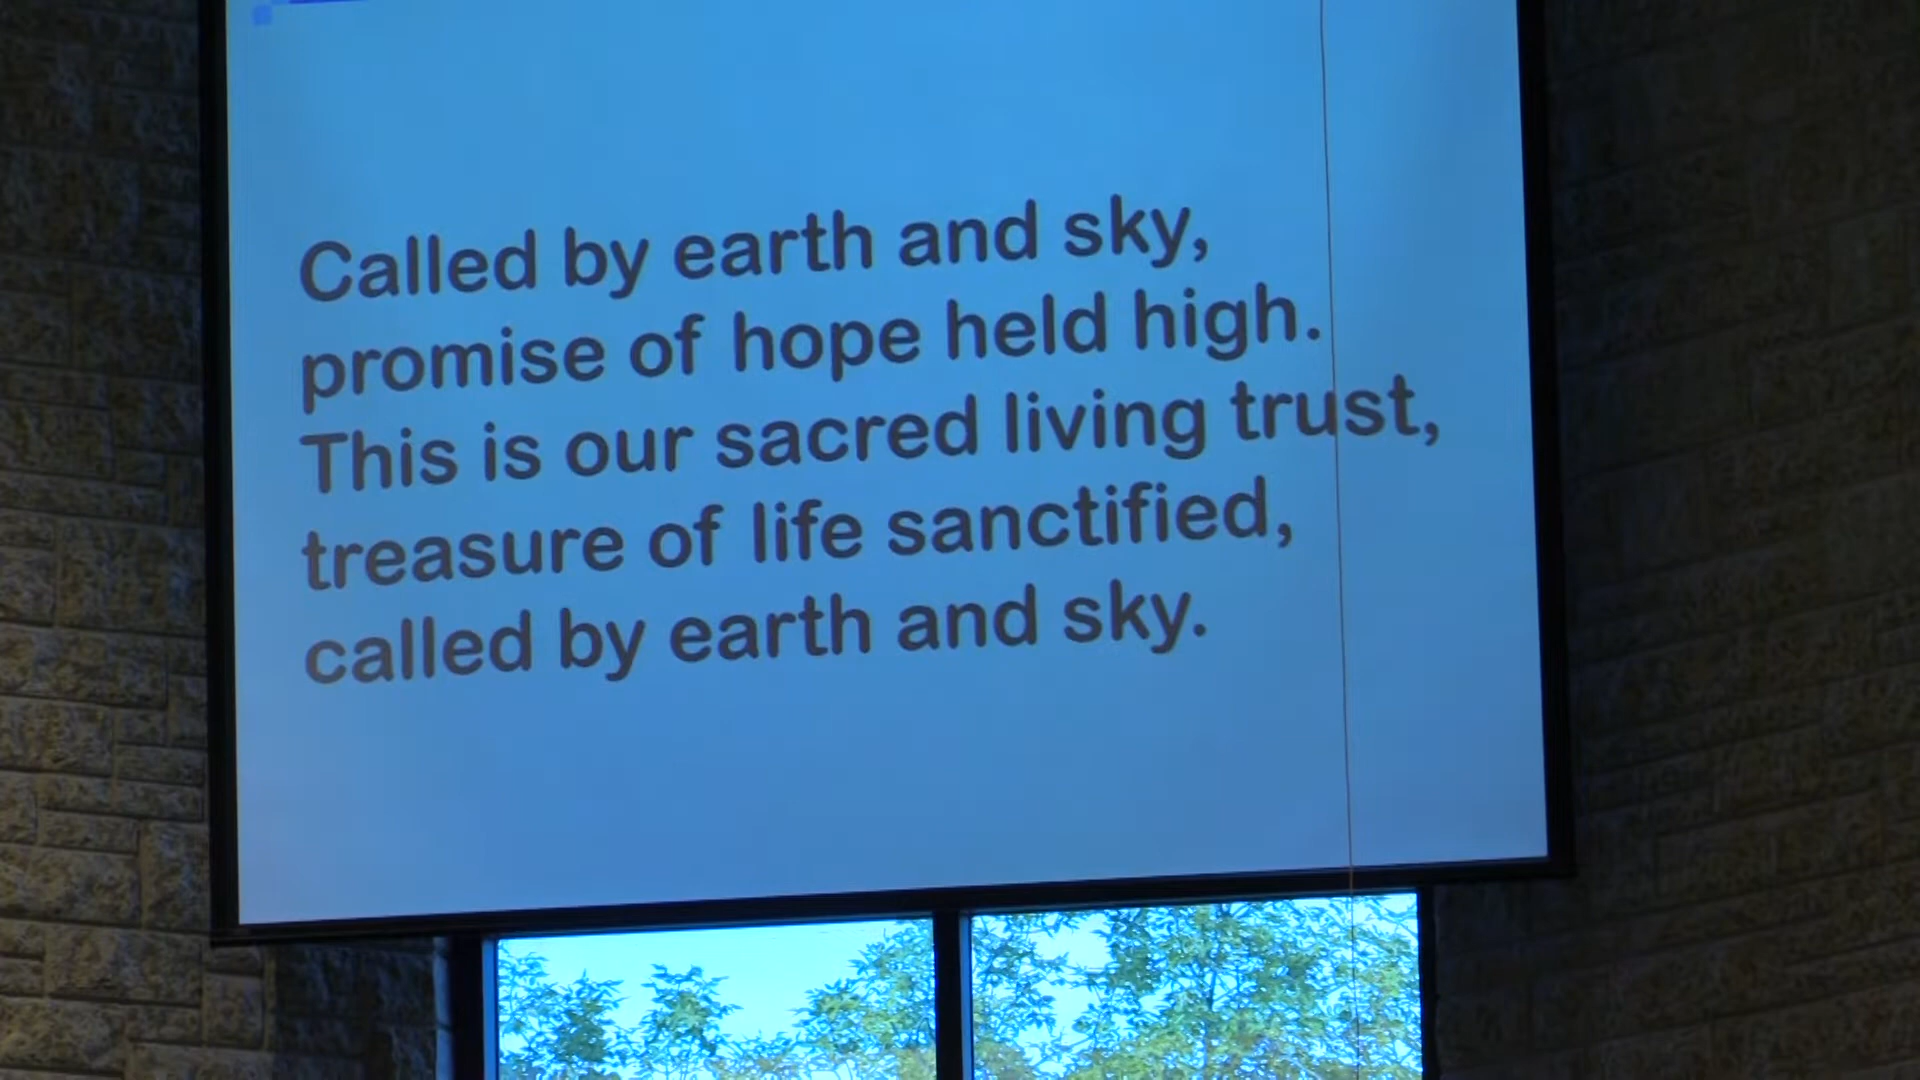 Called by earth and sky,
promise of hope held high.
This is our sacred living trust,
treasure of life sanctified,
called by earth and sky.